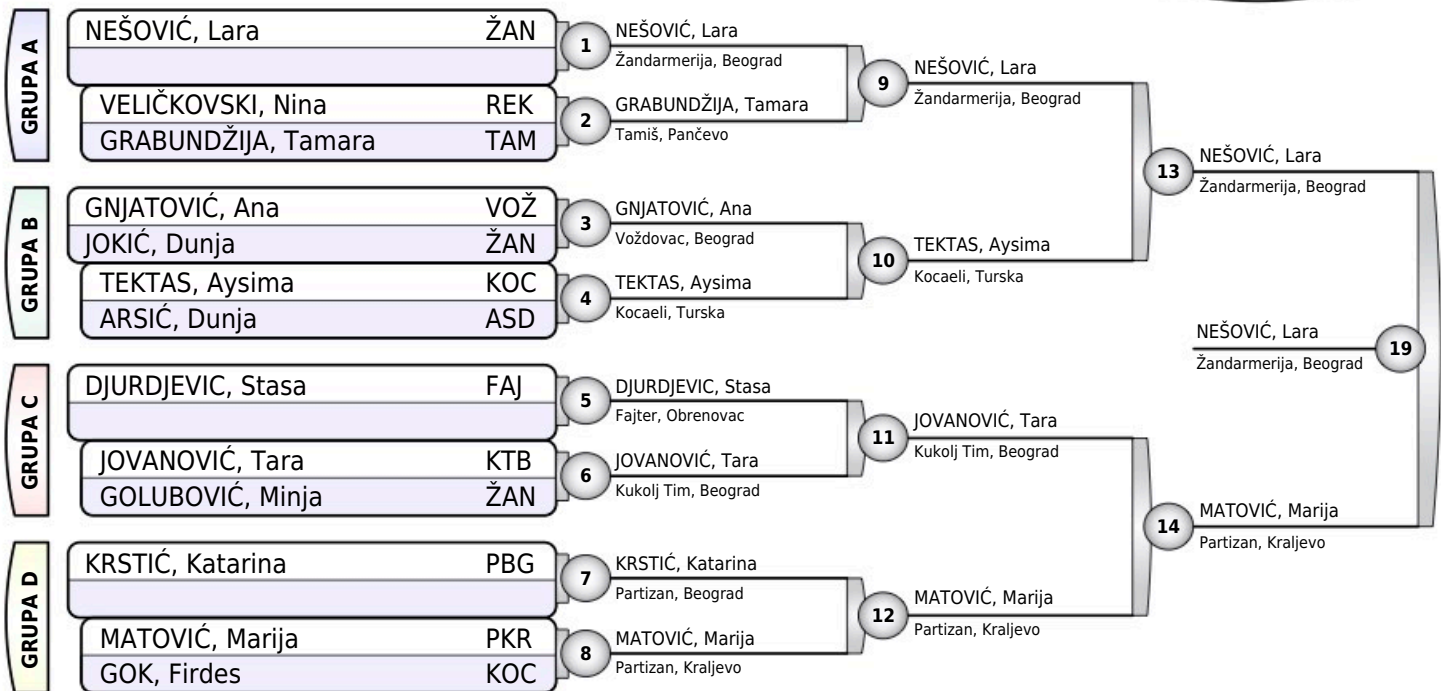 GRUPA A
NEŠOVIĆ, Lara ŽAN
VELIČKOVSKI, Nina REK
GRABUNDŽIJA, Tamara TAM
GRUPA B
GNJATOVIĆ, Ana VOŽ
JOKIĆ, Dunja ŽAN
TEKTAS, Aysima KOC
ARSIĆ, Dunja ASD
GRUPA C
DJURDJEVIC, Stasa FAJ
JOVANOVIĆ, Tara KTB
GOLUBOVIĆ, Minja ŽAN
GRUPA D
KRSTIĆ, Katarina PBG
MATOVIĆ, Marija PKR
GOK, Firdes KOC
1
NEŠOVIĆ, Lara
Žandarmerija, Beograd
2
GRABUNDŽIJA, Tamara
Tamiš, Pančevo
3
GNJATOVIĆ, Ana
Voždovac, Beograd
4
TEKTAS, Aysima
Kocaeli, Turska
5
DJURDJEVIC, Stasa
Fajter, Obrenovac
6
JOVANOVIĆ, Tara
Kukolj Tim, Beograd
7
KRSTIĆ, Katarina
Partizan, Beograd
8
MATOVIĆ, Marija
Partizan, Kraljevo
9
NEŠOVIĆ, Lara
Žandarmerija, Beograd
10
TEKTAS, Aysima
Kocaeli, Turska
11
JOVANOVIĆ, Tara
Kukolj Tim, Beograd
12
MATOVIĆ, Marija
Partizan, Kraljevo
13
NEŠOVIĆ, Lara
Žandarmerija, Beograd
14
MATOVIĆ, Marija
Partizan, Kraljevo
NEŠOVIĆ, Lara
Žandarmerija, Beograd
19